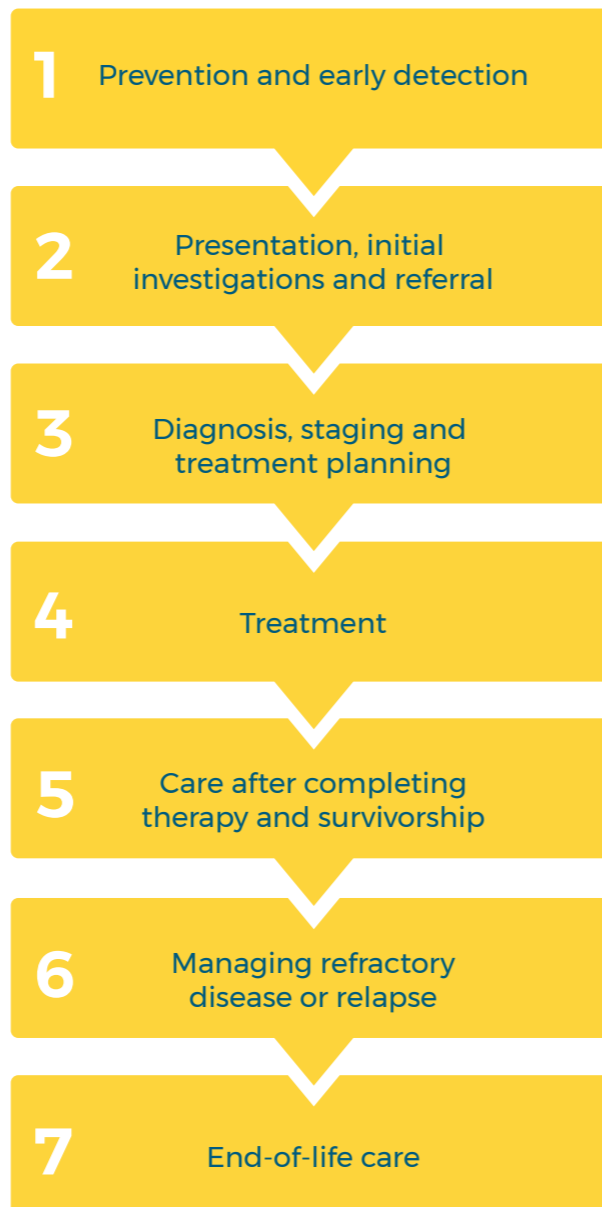 1 Prevention and early detection
2 Presentation, initial
investigations and referral
3 Diagnosis, staging and
treatment planning
4 Treatment
5 Care after completing
therapy and survivorship
6 Managing refractory
disease or relapse
7 End-of-life care